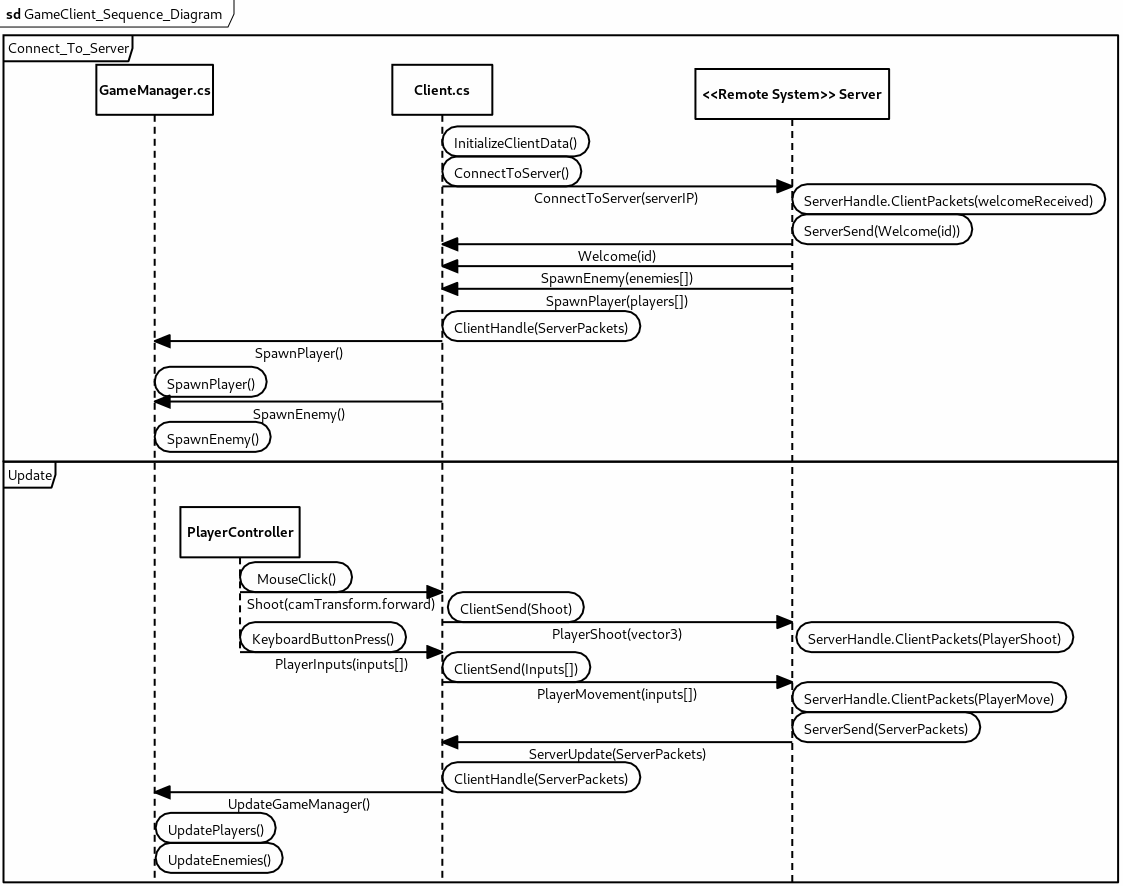 sd GameClient_Sequence_Diagram
Connect_To_Server
GameManager.cs
Client.cs
<<Remote System>> Server
InitializeClientData()
ConnectToServer()
ConnectToServer(serverIP)
ServerHandle.ClientPackets(welcomeReceived)
ServerSend(Welcome(id))
Welcome(id)
SpawnEnemy(enemies[])
SpawnPlayer(players[])
ClientHandle(ServerPackets)
SpawnPlayer()
SpawnPlayer()
SpawnEnemy()
SpawnEnemy()
Update
PlayerController
MouseClick()
Shoot(camTransform.forward)
ClientSend(Shoot)
PlayerShoot(vector3)
ServerHandle.ClientPackets(PlayerShoot)
KeyboardButtonPress()
PlayerInputs(inputs[])
ClientSend(Inputs[])
PlayerMovement(inputs[])
ServerHandle.ClientPackets(PlayerMove)
ServerSend(ServerPackets)
ServerUpdate(ServerPackets)
ClientHandle(ServerPackets)
UpdateGameManager()
UpdatePlayers()
UpdateEnemies()